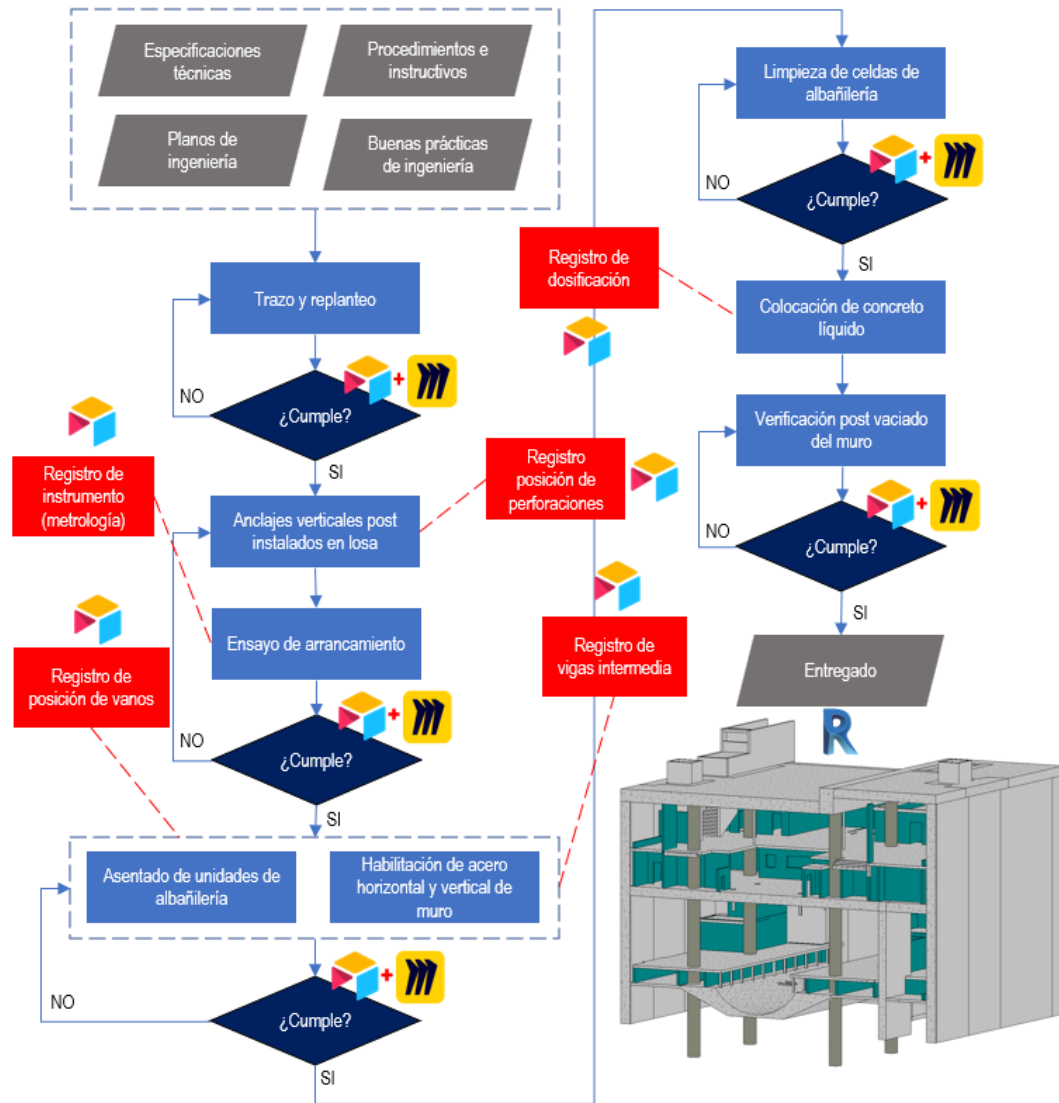 Especificaciones
técnicas
Procedimientos e
instructivos
Planos de
ingeniería
Buenas prácticas
de ingeniería
Trazo y replanteo
¿Cumple?
NO
SI
Registro de
instrumento
(metrología)
Anclajes verticales post
instalados en losa
Registro
posición de
perforaciones
Ensayo de arrancamiento
¿Cumple?
NO
SI
Registro de
posición de vanos
Registro de
vigas intermedia
Asentado de unidades de
albañilería
Habilitación de acero
horizontal y vertical de
muro
¿Cumple?
NO
SI
Limpieza de celdas de
albañilería
¿Cumple?
NO
SI
Registro de
dosificación
Colocación de concreto
líquido
Verificación post vaciado
del muro
¿Cumple?
NO
SI
Entregado
R